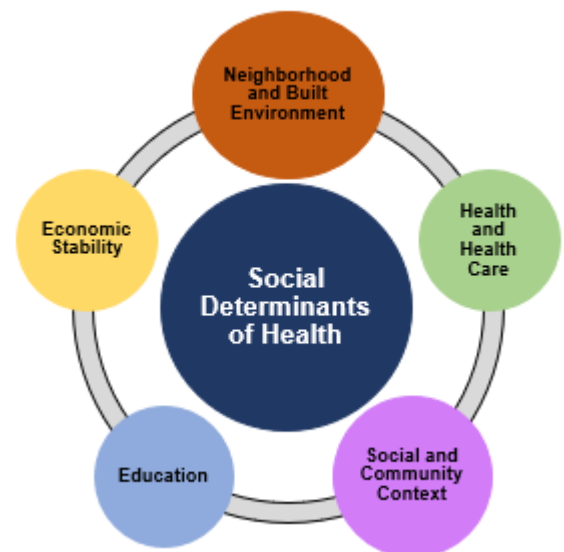 Neighborhood
and Built
Environment
Economic
Stability
Health
and
Health
Care
Social
Determinants
of Health
Education
Social and
Community
Context